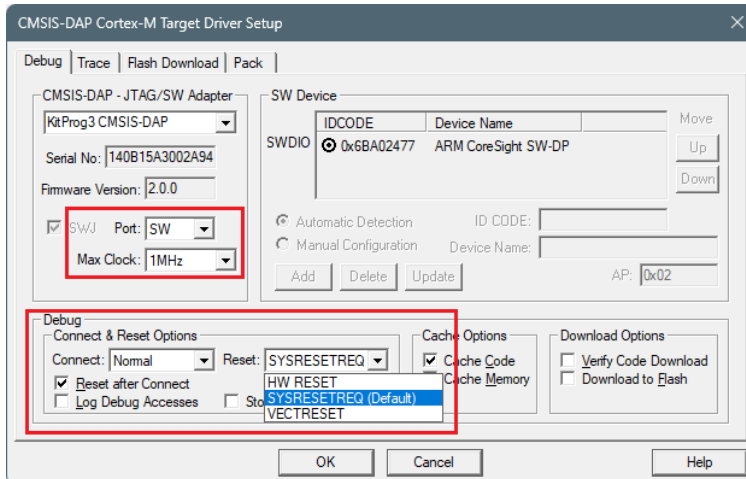 CMSIS-DAP Cortex-M Target Driver Setup
Debug
Trace
Flash Download
Pack
CMSIS-DAP - JTAG/SW Adapter
KitProg3 CMSIS-DAP
Serial No: 140B15A3002A94
Firmware Version: 2.0.0
SWJ Port: SW
Max Clock: 1MHz
SW Device
IDCODE Device Name
SWDIO 0x6BA02477 ARM CoreSight SW-DP
Move
Up
Down
Automatic Detection ID CODE:
Manual Configuration Device Name:
Add Delete Update AP: 0x02
Debug
Connect & Reset Options
Connect: Normal Reset: SYSRESETREQ
HW RESET
SYSRESETREQ (Default)
VECTRESET
Reset after Connect
Log Debug Accesses
Cache Options
Cache Code
Cache Memory
Download Options
Verify Code Download
Download to Flash
OK Cancel Help